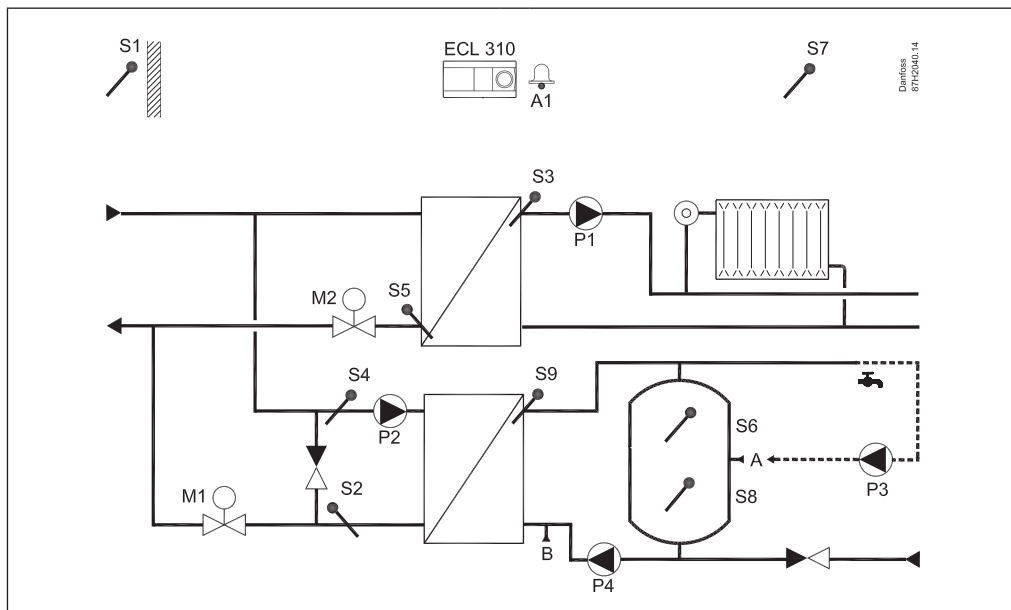 S1
ECL 310
A1
S7
Danfoss
87H2040.14
S3
P1
M2
S5
S4
P2
S9
S6
A
S8
P3
M1
S2
B
P4